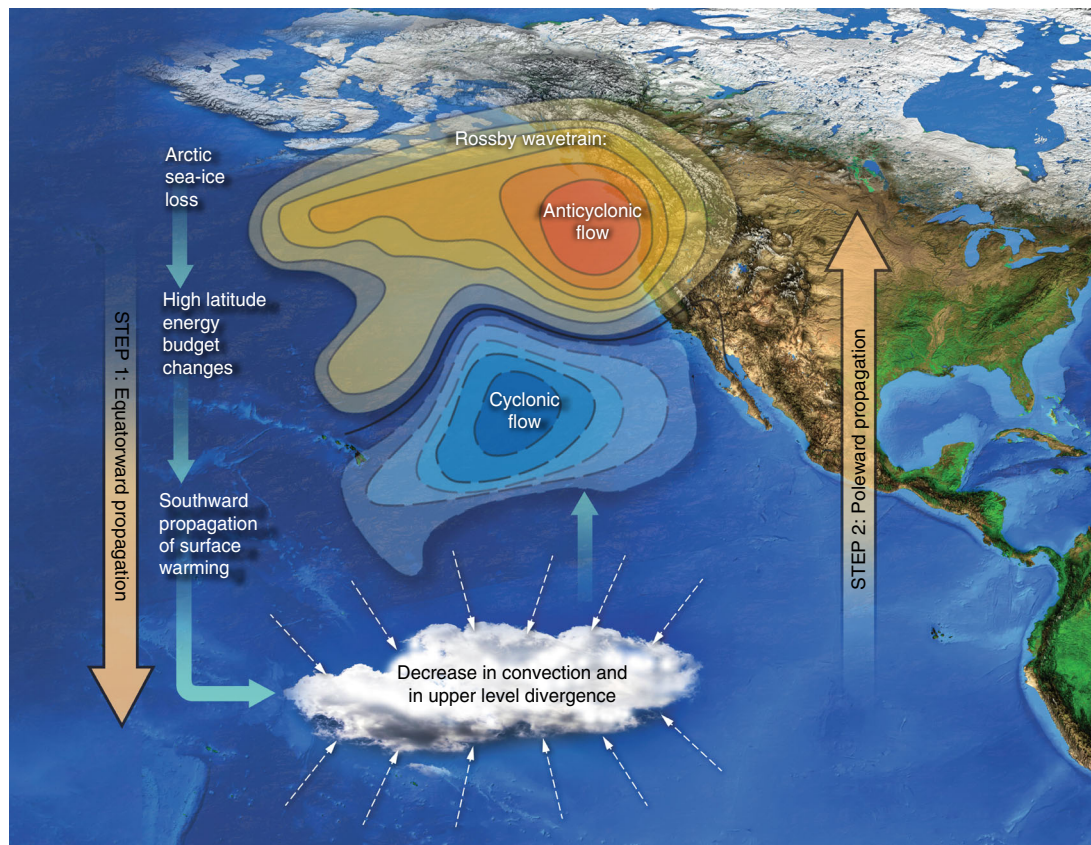 Rossby wavetrain:
Arctic
sea-ice
loss
Anticyclonic
flow
High latitude
energy
budget
changes
STEP 1: Equatorward propagation
Cyclonic
flow
Southward
propagation
of surface
warming
STEP 2: Poleward propagation
Decrease in convection and
in upper level divergence